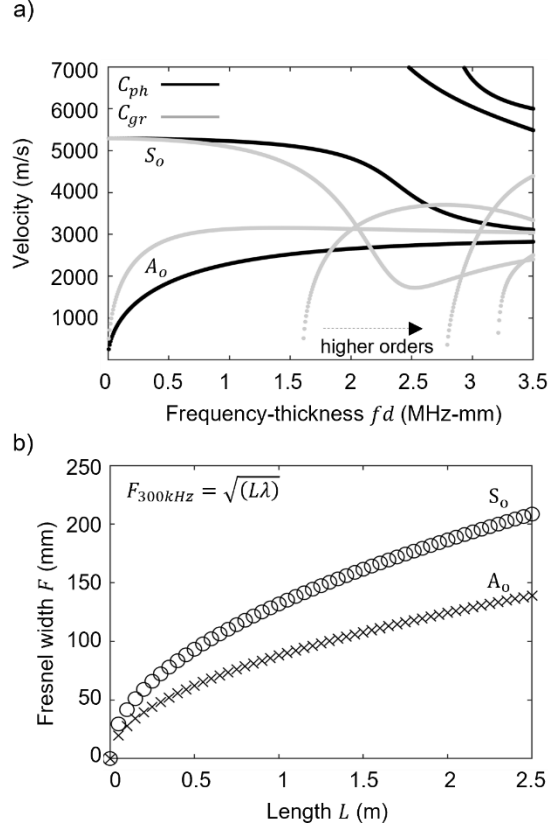 a)
7000
6000
5000
4000
3000
2000
1000
Velocity (m/s)
C_ph
C_gr
S_o
A_o
higher orders
0
0.5
1
1.5
2
2.5
3
3.5
Frequency-thickness fd (MHz-mm)
b)
250
200
150
100
50
0
Fresnel width F (mm)
F_300kHz = √(Lλ)
S_o
A_o
0
0.5
1
1.5
2
2.5
Length L (m)